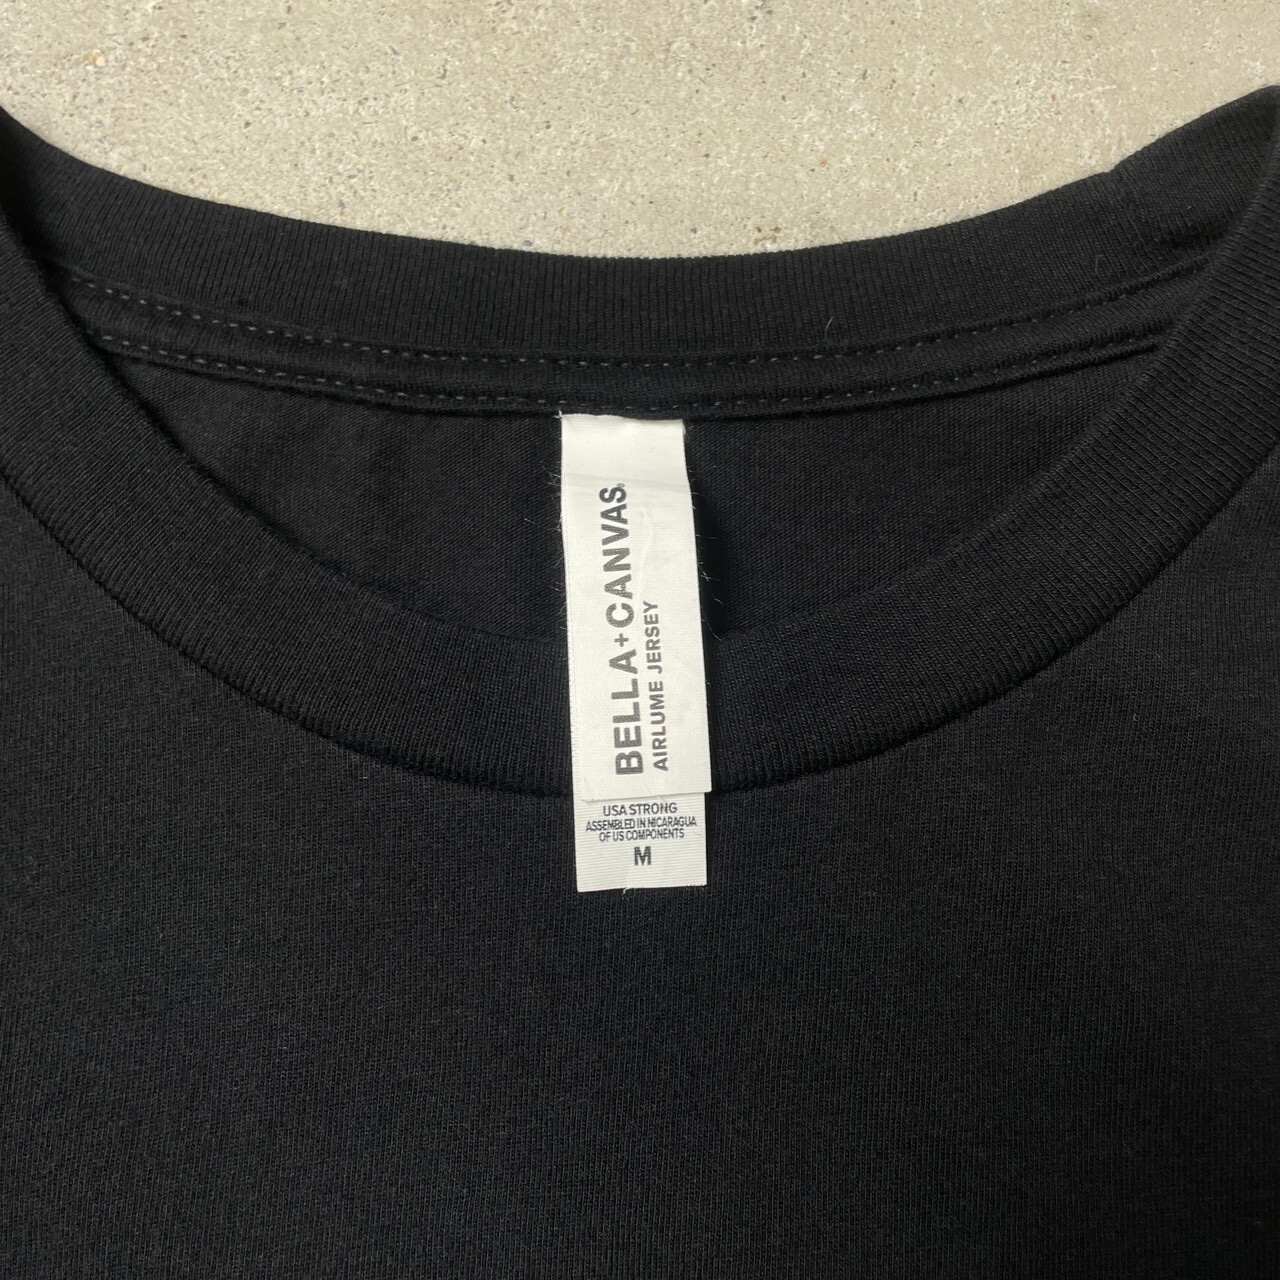 BELLA+CANVAS®
AIRLUME JERSEY
USA STRONG
ASSEMBLED IN NICARAGUA
OF US COMPONENTS
M